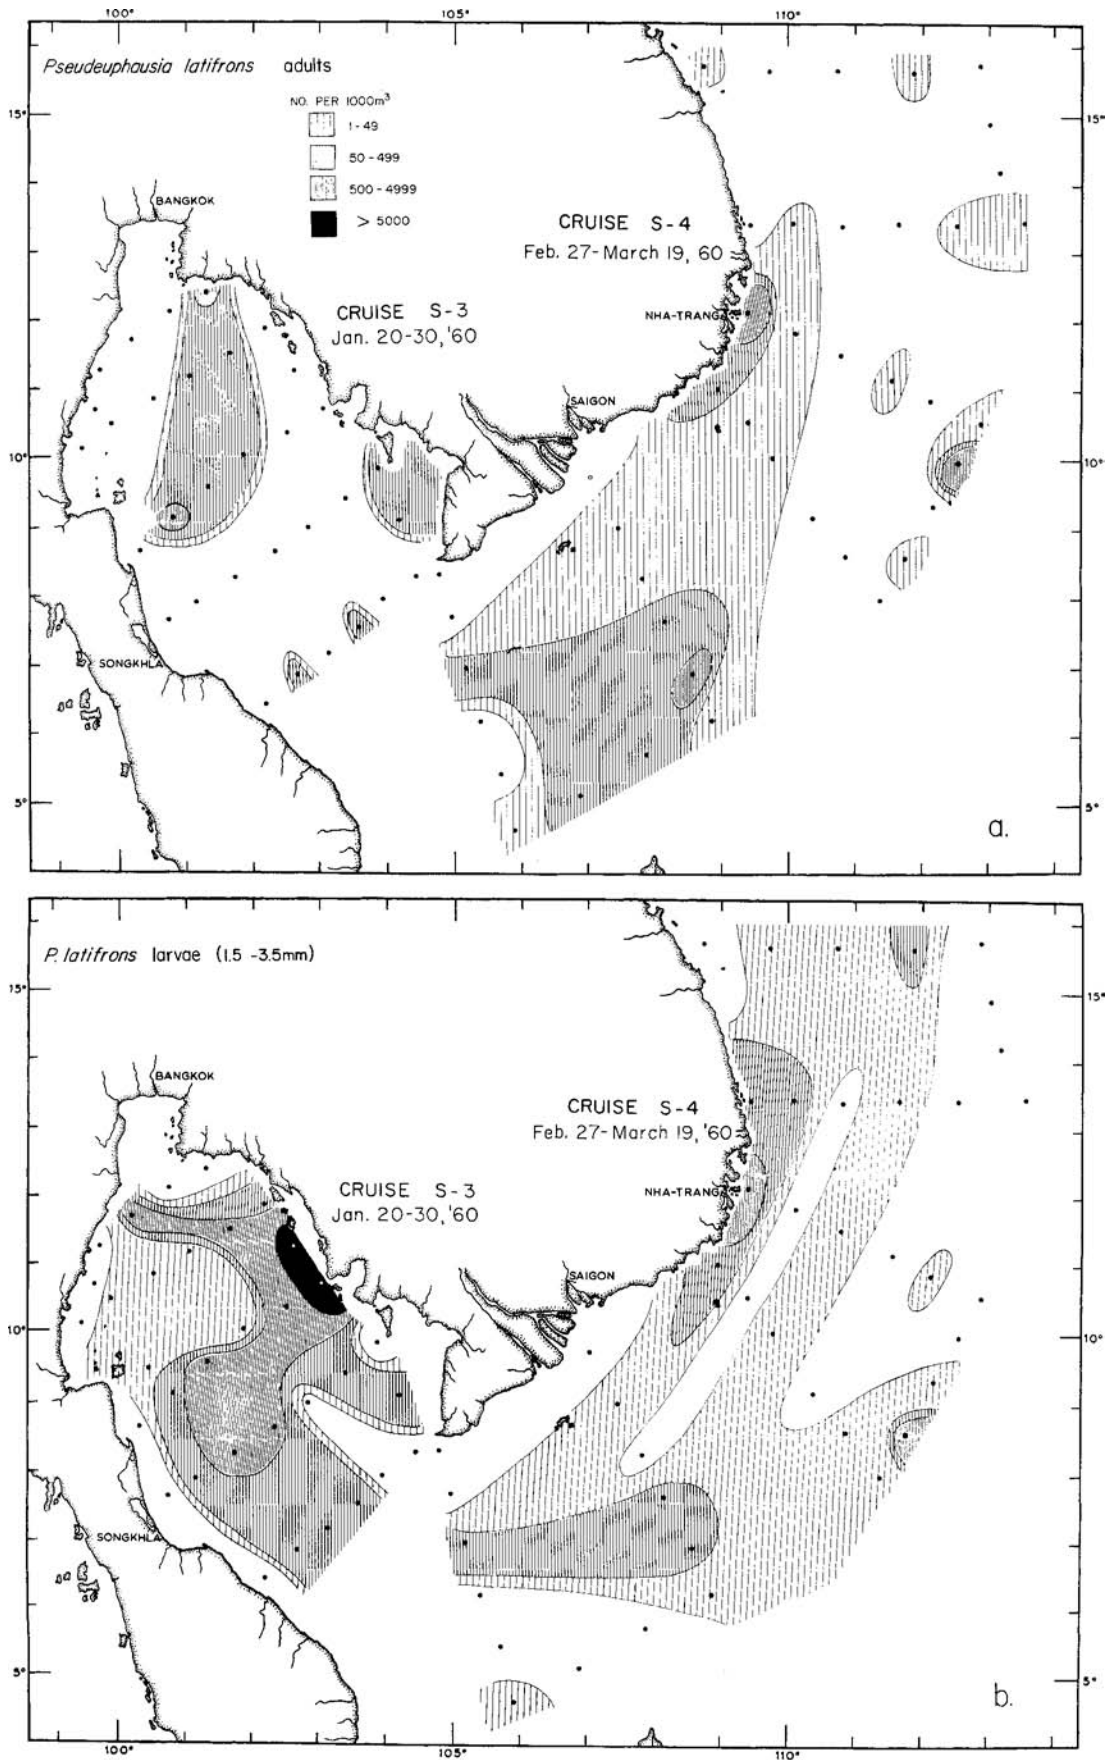 100° 105° 110°
Pseudeuphausia latifrons adults
NO. PER 1000m³
15° 1-49 15°
50-499
500-4999
BANGKOK
> 5000
CRUISE S-4
Feb. 27-March 19, '60
CRUISE S-3
Jan. 20-30, '60
NHA-TRANG
SAIGON
10° 10°
SONGKHLA
5° 5°
a.
P. latifrons larvae (1.5 -3.5mm)
15° 15°
BANGKOK
CRUISE S-4
Feb. 27-March 19, '60
CRUISE S-3
Jan. 20-30, '60
NHA-TRANG
SAIGON
10° 10°
SONGKHLA
5° 5°
b.
100° 105° 110°